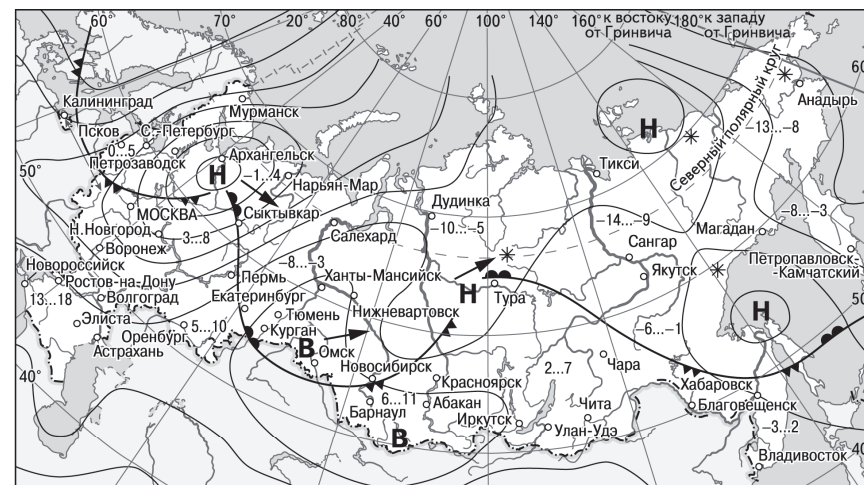 60°
70°
20°
80°
40°
60°
100°
140°
160°
к востоку
от Гринвича
180°
к западу
от Гринвича
60
Северный полярный круг
Анадырь
Калининград
Мурманск
Псков
С.-Петербург
–13...–8
Н
0...5
Петрозаводск
Архангельск
50°
Н
–1...4
Нарьян-Мар
Тикси
МОСКВА
Сыктывкар
Дудинка
–14...–9
–8...–3
–10...–5
Магадан
Н.Новгород
3...8
Салехард
Сангар
Воронеж
–8...–3
Петропавловск-
-Камчатский
Новороссийск
Пермь
Ханты-Мансийск
Якутск
Ростов-на-Дону
Н
Тура
13...18
Волгоград
Екатеринбург
Нижневартовск
50
Н
Элиста
Тюмень
5...10
Оренбург
Курган
–6...–1
Астрахань
В
Омск
Чара
Новосибирск
2...7
40°
Красноярск
Хабаровск
6...11
Абакан
Чита
Благовещенск
Барнаул
Иркутск
Улан-Удэ
–3...2
В
Владивосток
40